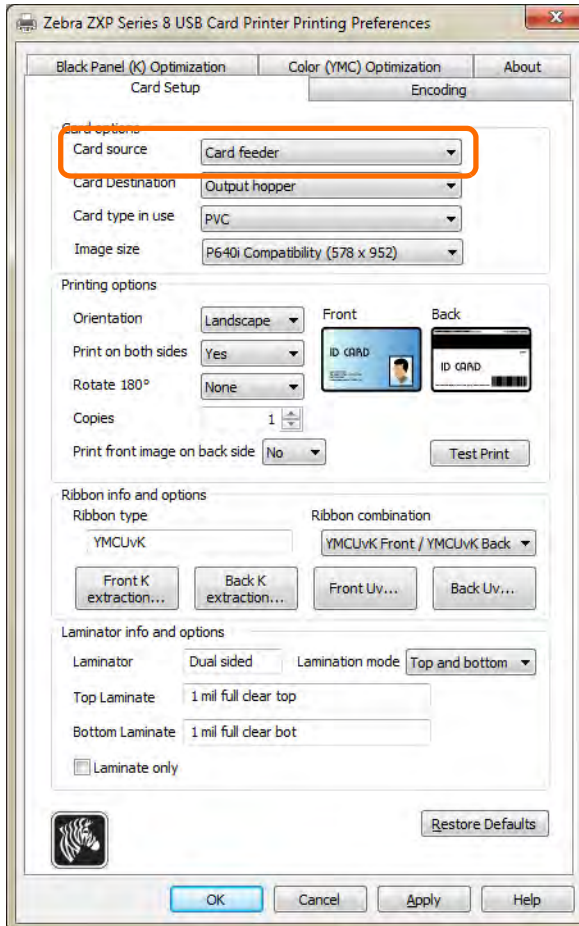 Zebra ZXP Series 8 USB Card Printer Printing Preferences
Black Panel (K) Optimization Color (YMC) Optimization About
Card Setup Encoding
Card options
Card source Card feeder
Card Destination Output hopper
Card type in use PVC
Image size P640i Compatibility (578 x 952)
Printing options
Orientation Landscape Front Back
Print on both sides Yes ID CARD ID CARD
Rotate 180° None
Copies 1
Print front image on back side No Test Print
Ribbon info and options
Ribbon type Ribbon combination
YMCUvK YMCUvK Front / YMCUvK Back
Front K extraction... Back K extraction... Front Uv... Back Uv...
Laminator info and options
Laminator Dual sided Lamination mode Top and bottom
Top Laminate 1 mil full clear top
Bottom Laminate 1 mil full clear bot
Laminate only
Restore Defaults
OK Cancel Apply Help